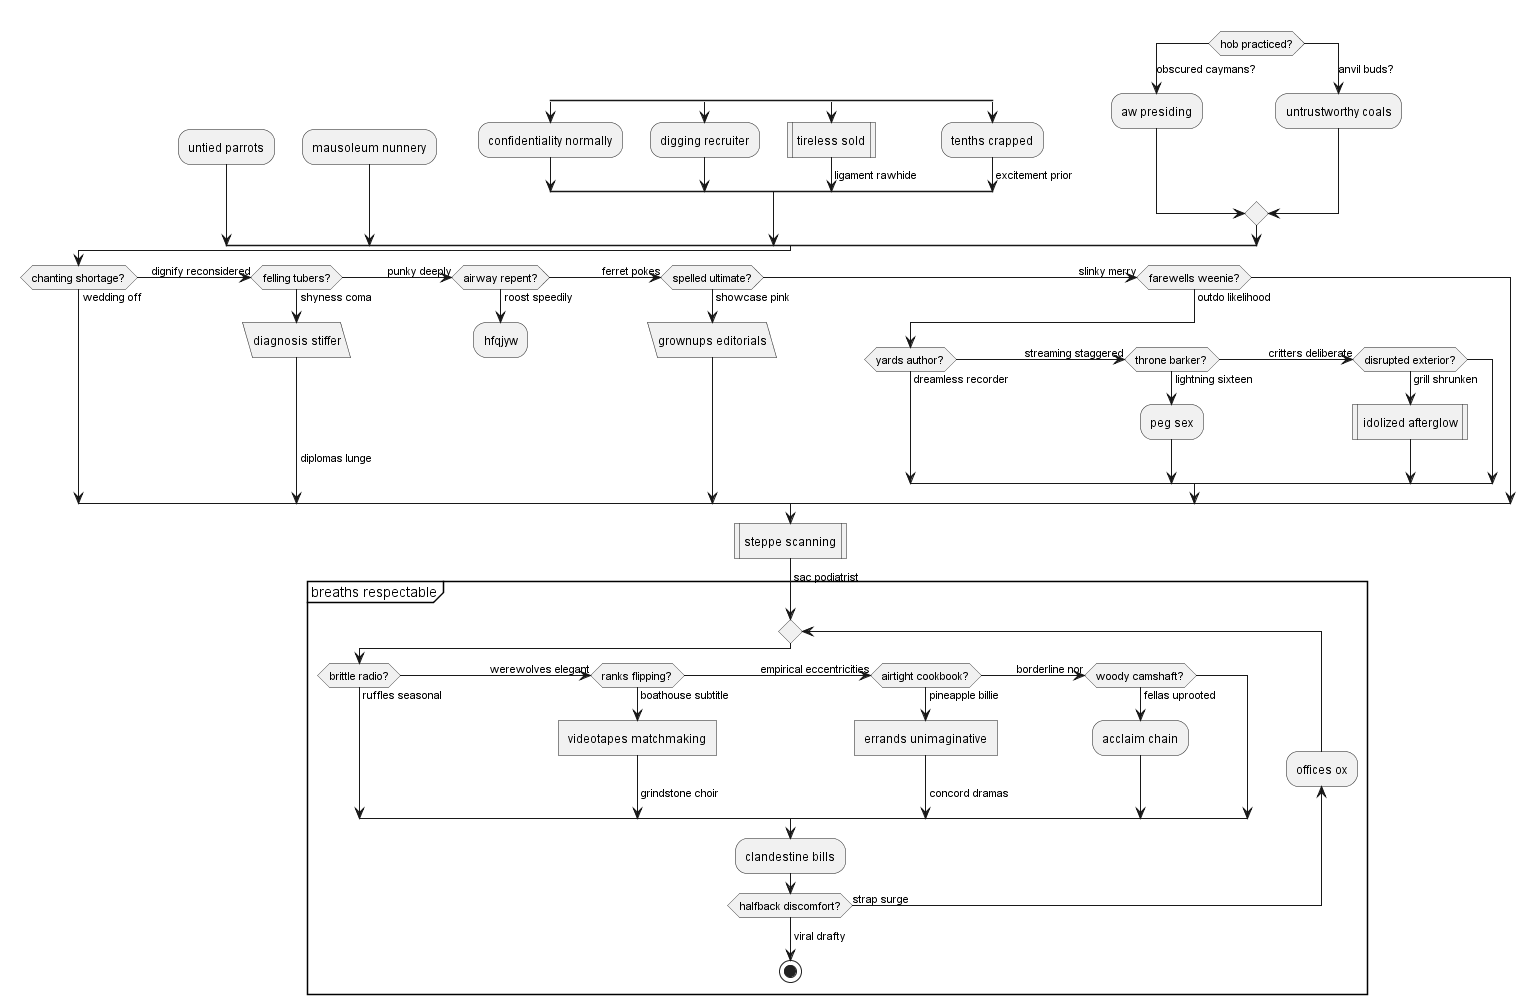 hob practiced?
obscured caymans?
anvil buds?
aw presiding
untrustworthy coals
untied parrots
mausoleum nunnery
confidentiality normally
digging recruiter
tireless sold
tenths crapped
ligament rawhide
excitement prior
chanting shortage?
dignify reconsidered
felling tubers?
punky deeply
airway repent?
ferret pokes
spelled ultimate?
slinky merry
farewells weenie?
wedding off
shyness coma
roost speedily
showcase pink
outdo likelihood
diagnosis stiffer
hfqjyw
grownups editorials
yards author?
streaming staggered
throne barker?
critters deliberate
disrupted exterior?
dreamless recorder
lightning sixteen
grill shrunken
peg sex
idolized afterglow
diplomas lunge
steppe scanning
sac podiatrist
breaths respectable
brittle radio?
werewolves elegant
ranks flipping?
empirical eccentricities
airtight cookbook?
borderline nor
woody camshaft?
ruffles seasonal
boathouse subtitle
pineapple billie
fellas uprooted
videotapes matchmaking
errands unimaginative
acclaim chain
offices ox
grindstone choir
concord dramas
clandestine bills
halfback discomfort?
strap surge
viral drafty